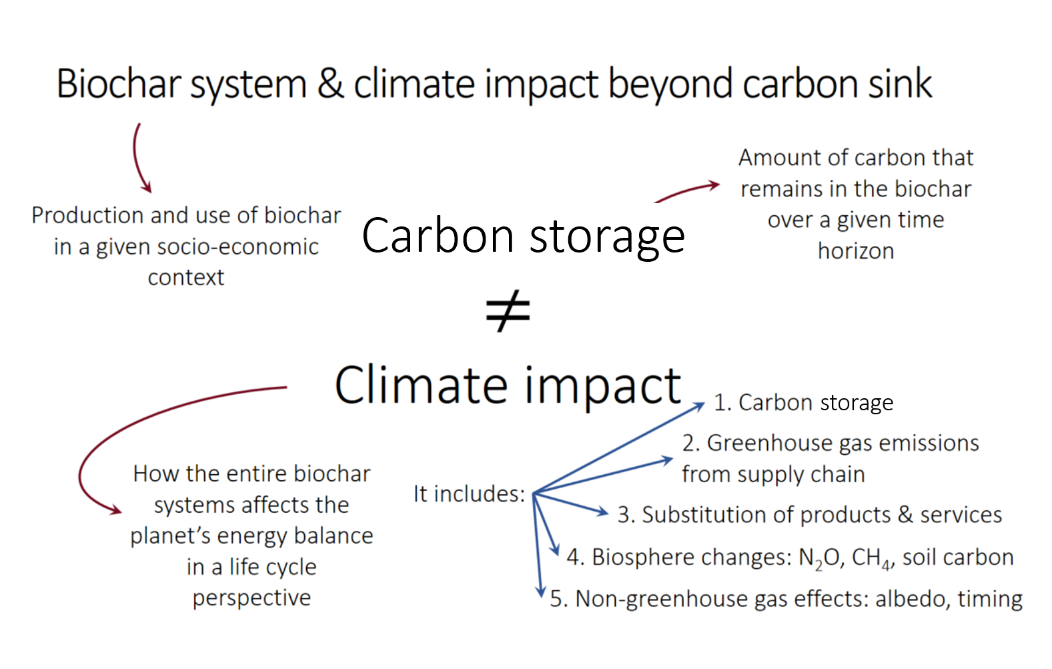 Biochar system & climate impact beyond carbon sink
Amount of carbon that
remains in the biochar
over a given time
horizon
Production and use of biochar
in a given socio-economic
context
Carbon storage
≠
Climate impact
How the entire biochar
systems affects the
planet's energy balance
in a life cycle
perspective
It includes:
1. Carbon storage
2. Greenhouse gas emissions
from supply chain
3. Substitution of products & services
4. Biosphere changes: N₂O, CH₄, soil carbon
5. Non-greenhouse gas effects: albedo, timing